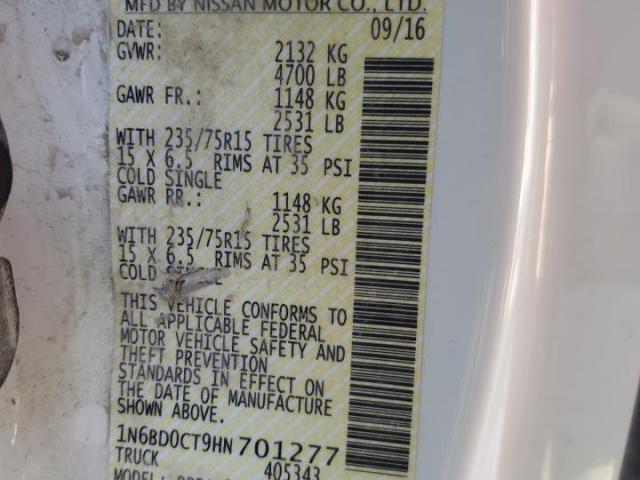 MFD BY NISSAN MOTOR CO., LTD.
DATE: 09/16
GVWR: 2132 KG
4700 LB
GAWR FR.: 1148 KG
2531 LB
WITH 235/75R15 TIRES
15 X 6.5 RIMS AT 35 PSI
COLD SINGLE
GAWR RR.: 1148 KG
2531 LB
WITH 235/75R15 TIRES
15 X 6.5 RIMS AT 35 PSI
COLD SINGLE
THIS VEHICLE CONFORMS TO
ALL APPLICABLE FEDERAL
MOTOR VEHICLE SAFETY AND
THEFT PREVENTION
STANDARDS IN EFFECT ON
THE DATE OF MANUFACTURE
SHOWN ABOVE.
1N6BD0CT9HN701277
TRUCK 405343
MODEL: